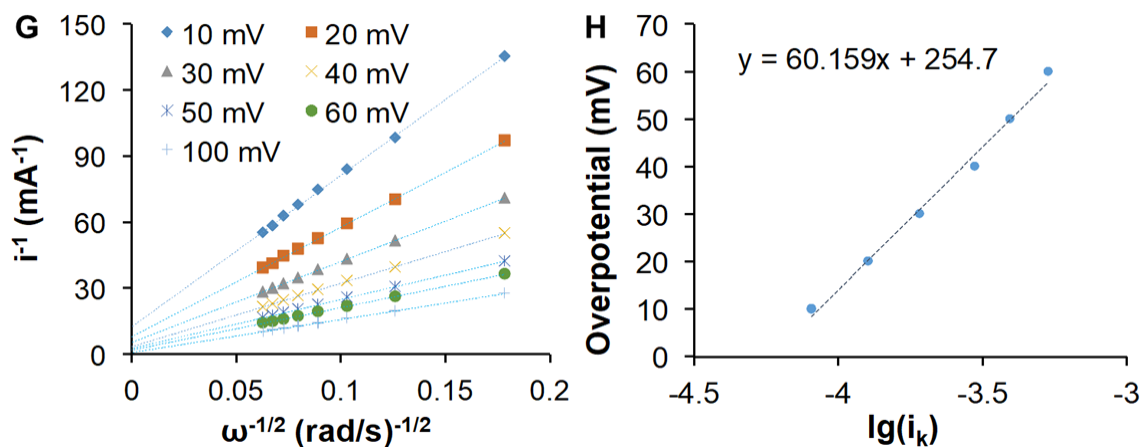 G
i⁻¹ (mA⁻¹)
150
120
90
60
30
0
10 mV
20 mV
30 mV
40 mV
50 mV
60 mV
100 mV
0
0.05
0.1
0.15
0.2
ω⁻¹/² (rad/s)⁻¹/²
H
Overpotential (mV)
70
60
50
40
30
20
10
0
y = 60.159x + 254.7
-4.5
-4
-3.5
-3
lg(iₖ)